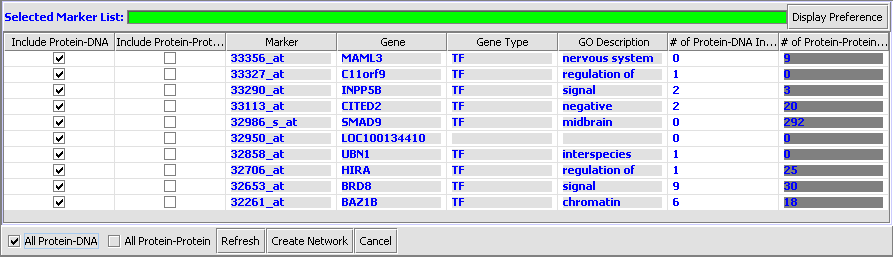 Selected Marker List: Display Preference
Include Protein-DNA Include Protein-Prot... Marker Gene Gene Type GO Description # of Protein-DNA In... # of Protein-Protein...
33356_at MAML3 TF nervous system 0 9
33327_at C11orf9 TF regulation of 1 0
33290_at INPP5B TF signal 2 3
33113_at CITED2 TF negative 2 20
32986_s_at SMAD9 TF midbrain 0 292
32950_at LOC100134410 0 0
32858_at UBN1 TF interspecies 1 1
32706_at HIRA TF regulation of 1 25
32653_at BRD8 TF signal 9 30
32261_at BAZ1B TF chromatin 6 18
All Protein-DNA All Protein-Protein Refresh Create Network Cancel